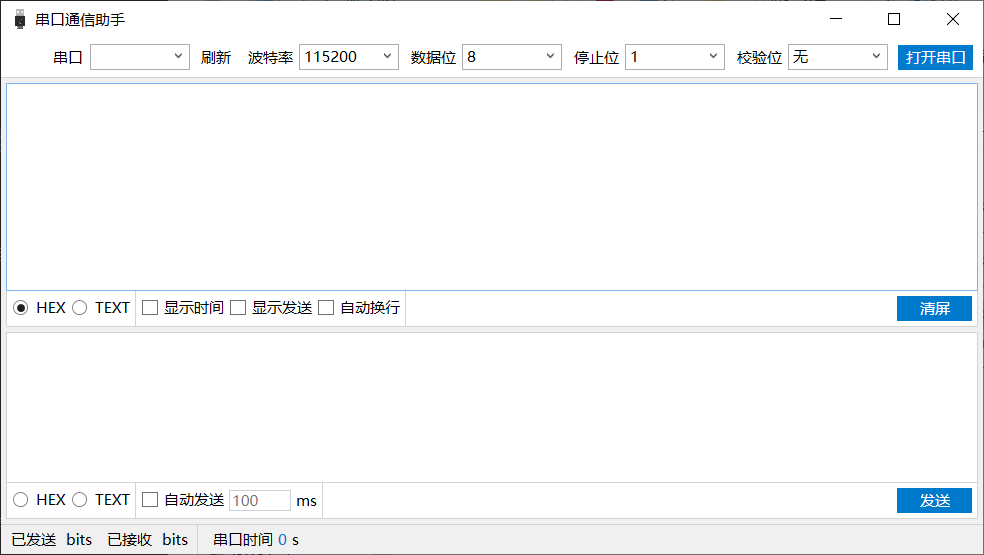 串口通信助手
串口 刷新 波特率 115200 数据位 8 停止位 1 校验位 无 打开串口
HEX TEXT 显示时间 显示发送 自动换行 清屏
HEX TEXT 自动发送 100 ms 发送
已发送 bits 已接收 bits 串口时间 0 s